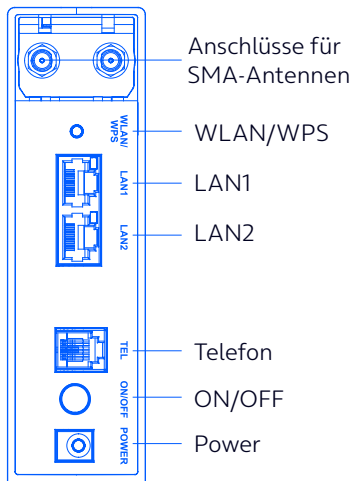 Anschlüsse für
SMA-Antennen
WLAN/
WPS
WLAN/WPS
LAN1
LAN1
LAN2
LAN2
TEL
Telefon
ON/OFF
ON/OFF
POWER
Power